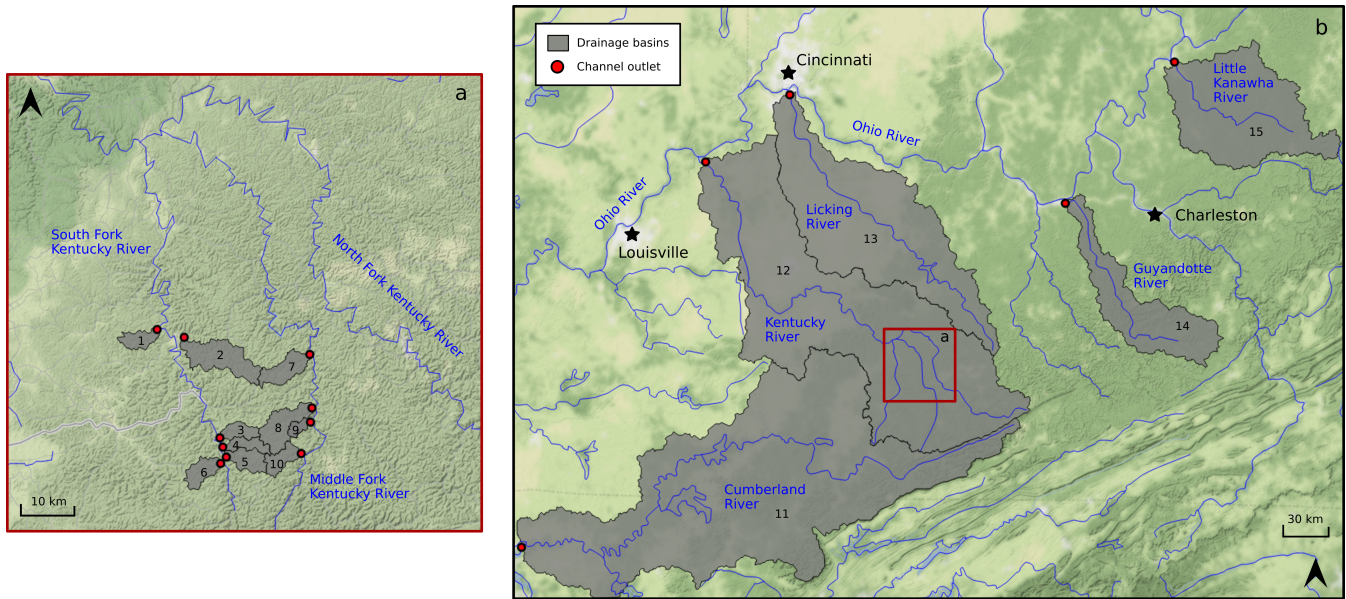 a
South Fork
Kentucky River
North Fork Kentucky River
1
2
7
3
8
9
4
5
10
6
Middle Fork
Kentucky River
10 km
b
Drainage basins
Channel outlet
Cincinnati
Little
Kanawha
River
15
Ohio River
Ohio River
Louisville
Licking
River
13
12
Charleston
Guyandotte
River
14
Kentucky
River
a
Cumberland
River
11
30 km